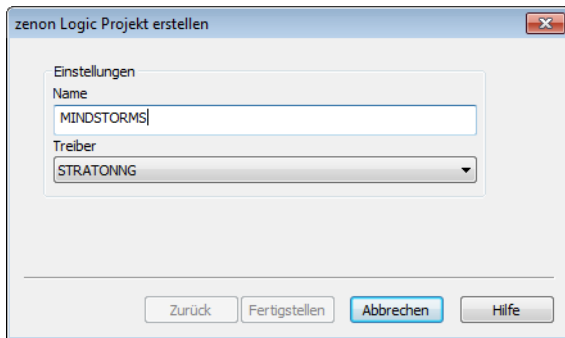 zenon Logic Projekt erstellen
Einstellungen
Name
MINDSTORMS
Treiber
STRATONNG
Zurück Fertigstellen Abbrechen Hilfe